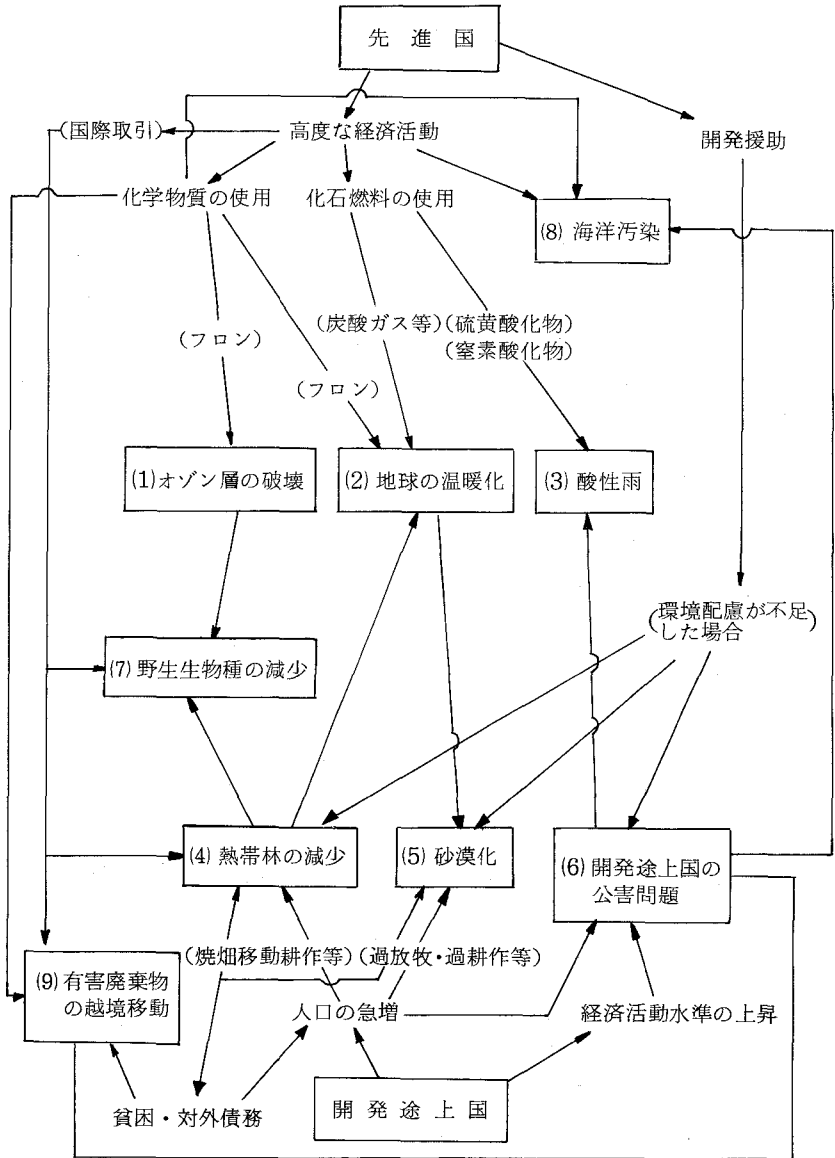 先進国
(国際取引)
高度な経済活動
開発援助
化学物質の使用
化石燃料の使用
(8) 海洋汚染
(炭酸ガス等)
(硫黄酸化物)
(窒素酸化物)
(フロン)
(フロン)
(1)オゾン層の破壊
(2) 地球の温暖化
(3) 酸性雨
(環境配慮が不足
した場合)
(7) 野生生物種の減少
(4) 熱帯林の減少
(5) 砂漠化
(6) 開発途上国の
公害問題
(焼畑移動耕作等)
(過放牧・過耕作等)
(9) 有害廃棄物
の越境移動
人口の急増
経済活動水準の上昇
貧困・対外債務
開発途上国